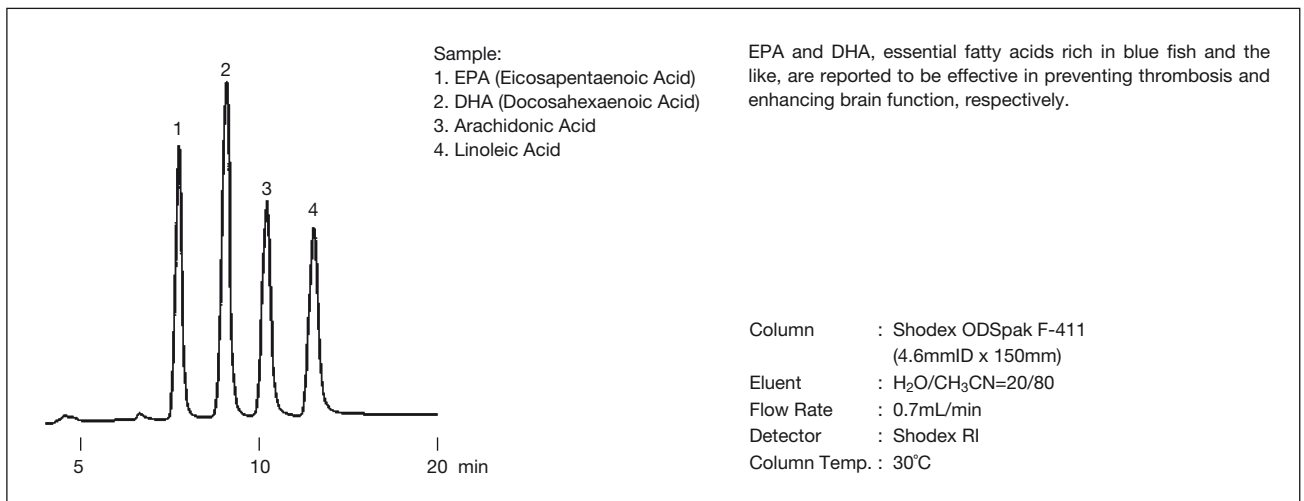 1
2
3
4
5
10
20 min
Sample:
1. EPA (Eicosapentaenoic Acid)
2. DHA (Docosahexaenoic Acid)
3. Arachidonic Acid
4. Linoleic Acid
EPA and DHA, essential fatty acids rich in blue fish and the
like, are reported to be effective in preventing thrombosis and
enhancing brain function, respectively.
Column : Shodex ODSpak F-411
(4.6mmID x 150mm)
Eluent : H₂O/CH₃CN=20/80
Flow Rate : 0.7mL/min
Detector : Shodex RI
Column Temp. : 30°C